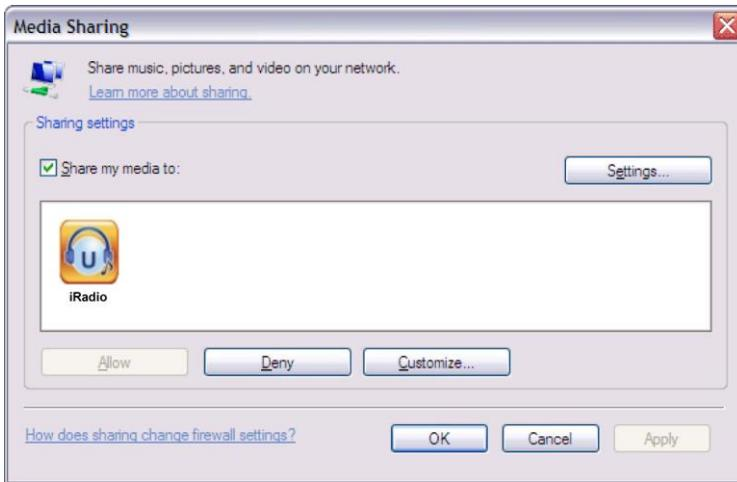 Media Sharing
Share music, pictures, and video on your network.
Learn more about sharing.
Sharing settings
Share my media to:
Settings...
U
iRadio
Allow
Deny
Customize...
How does sharing change firewall settings?
OK
Cancel
Apply